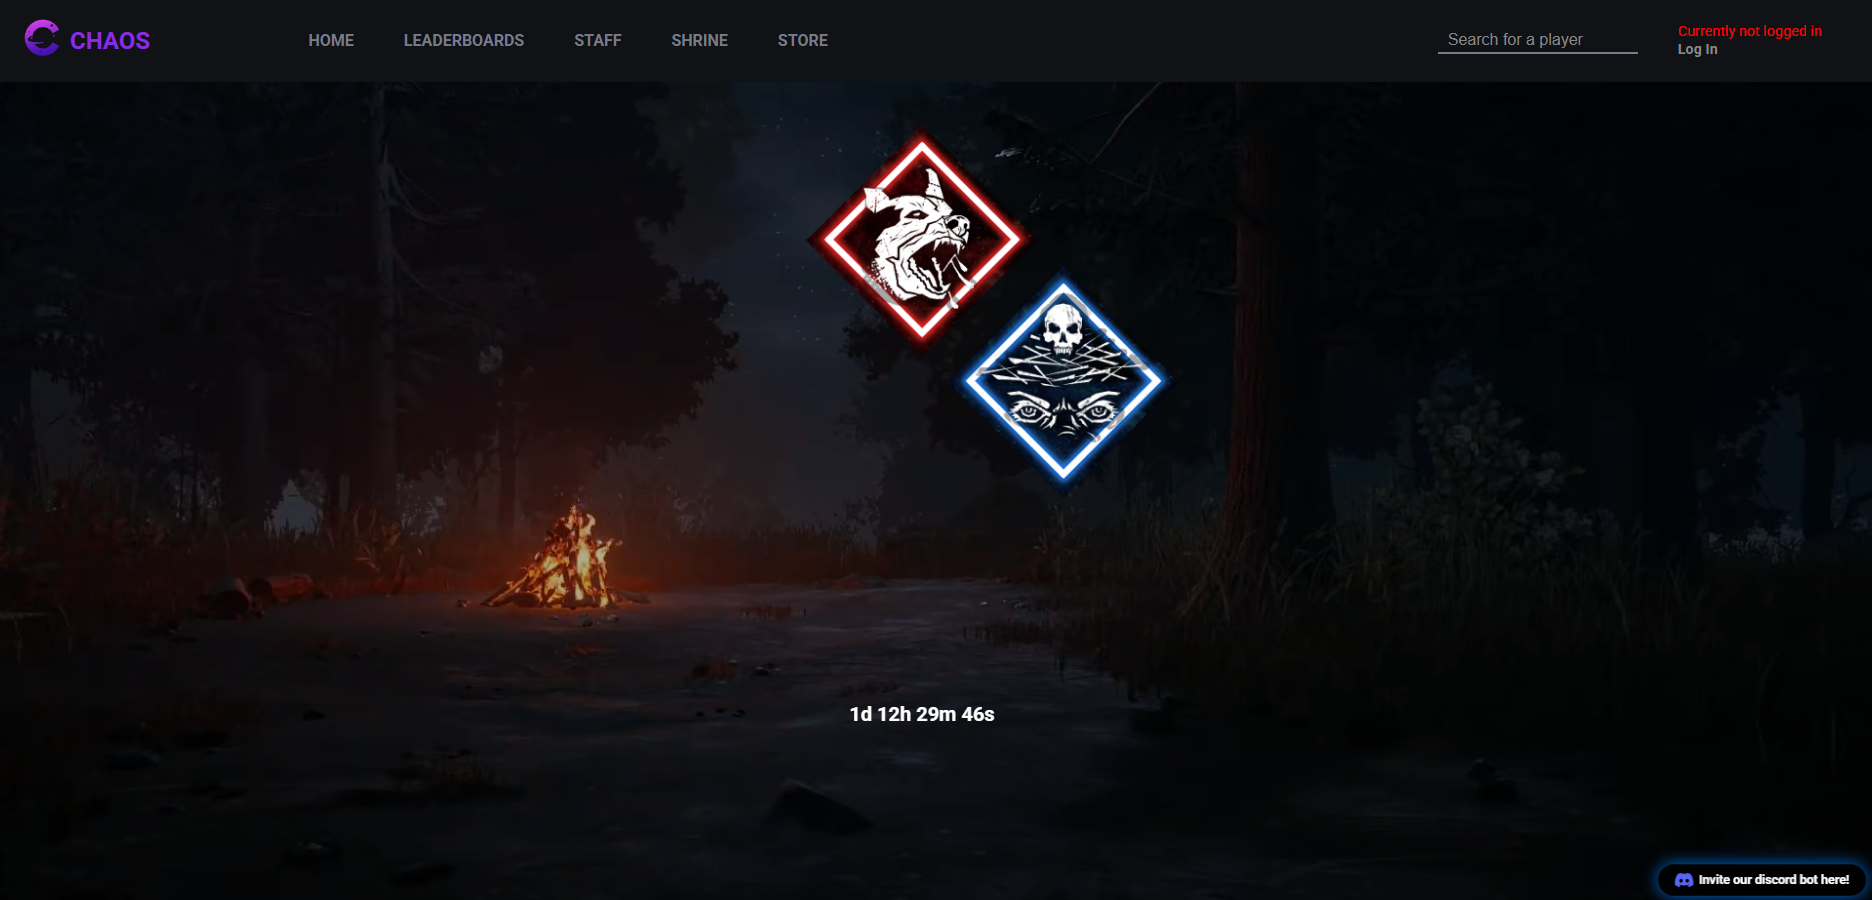 CHAOS
HOME
LEADERBOARDS
STAFF
SHRINE
STORE
Search for a player
Currently not logged in
Log In
1d 12h 29m 46s
Invite our discord bot here!